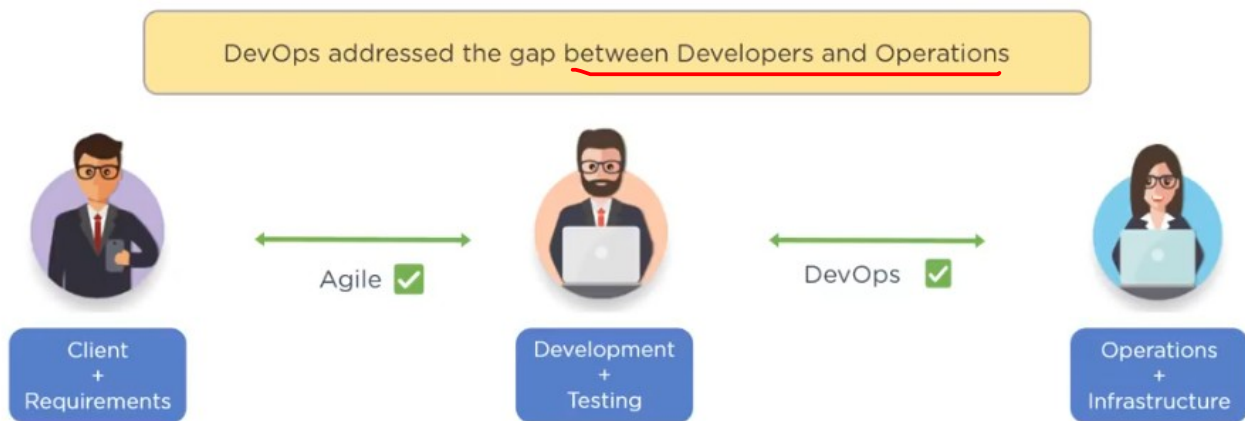 DevOps addressed the gap between Developers and Operations
Agile
DevOps
Client
+
Requirements
Development
+
Testing
Operations
+
Infrastructure